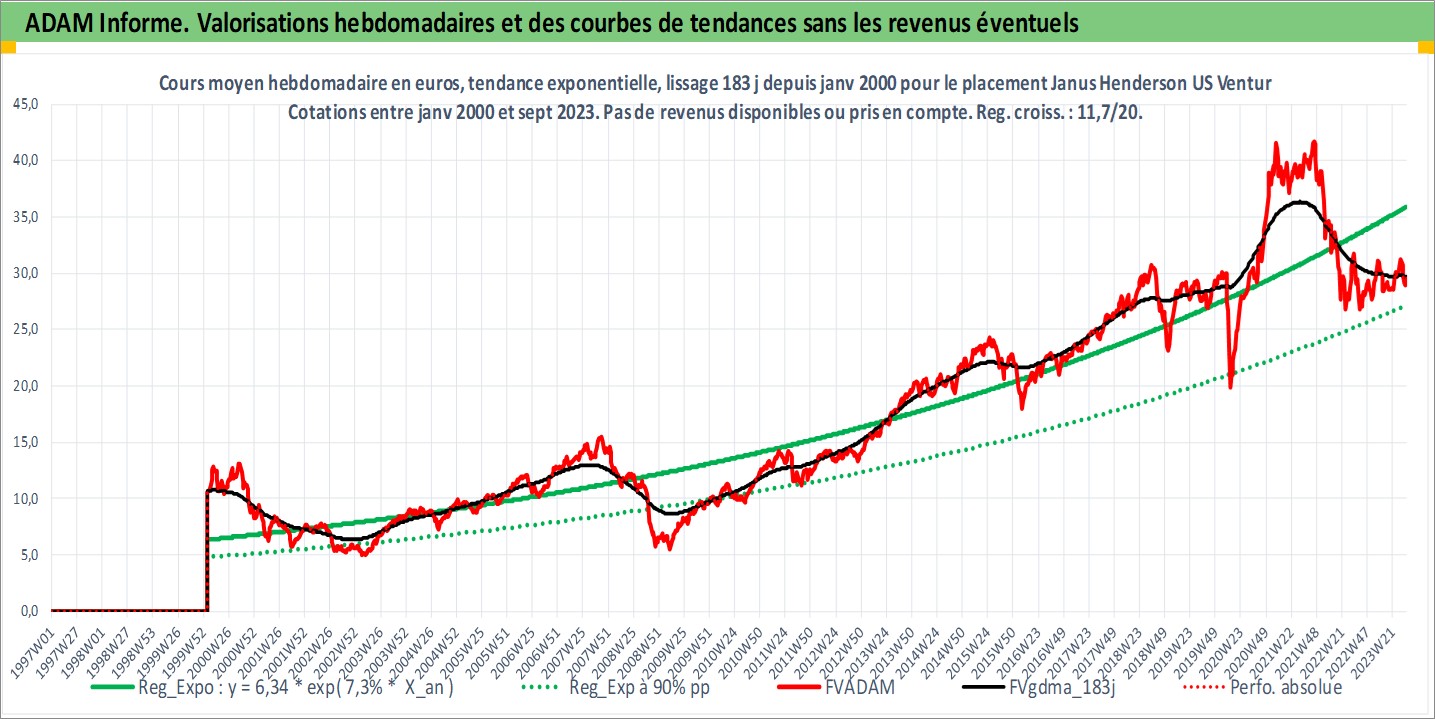 ADAM Informe. Valorisations hebdomadaires et des courbes de tendances sans les revenus éventuels
Cours moyen hebdomadaire en euros, tendance exponentielle, lissage 183 j depuis janv 2000 pour le placement Janus Henderson US Ventur
Cotations entre janv 2000 et sept 2023. Pas de revenus disponibles ou pris en compte. Reg. croiss. : 11,7/20.
45,0
40,0
35,0
30,0
25,0
20,0
15,0
10,0
5,0
0,0
1997W01 1997W27 1998W01 1998W27 1998W53 1999W26 1999W52 2000W26 2000W52 2001W26 2001W52 2002W26 2002W52 2003W26 2003W52 2004W26 2004W52 2005W25 2005W51 2006W25 2006W51 2007W25 2007W51 2008W25 2008W51 2009W25 2009W51 2010W24 2010W50 2011W24 2011W50 2012W24 2012W50 2013W24 2013W50 2014W24 2014W50 2015W24 2015W50 2016W23 2016W49 2017W23 2017W49 2018W23 2018W49 2019W23 2019W49 2020W23 2020W49 2021W22 2021W48 2022W21 2022W47 2023W21
Reg_Expo : y = 6,34 * exp( 7,3% * X_an )
Reg_Exp à 90% pp
FVADAM
FVgdma_183j
Perfo. absolue